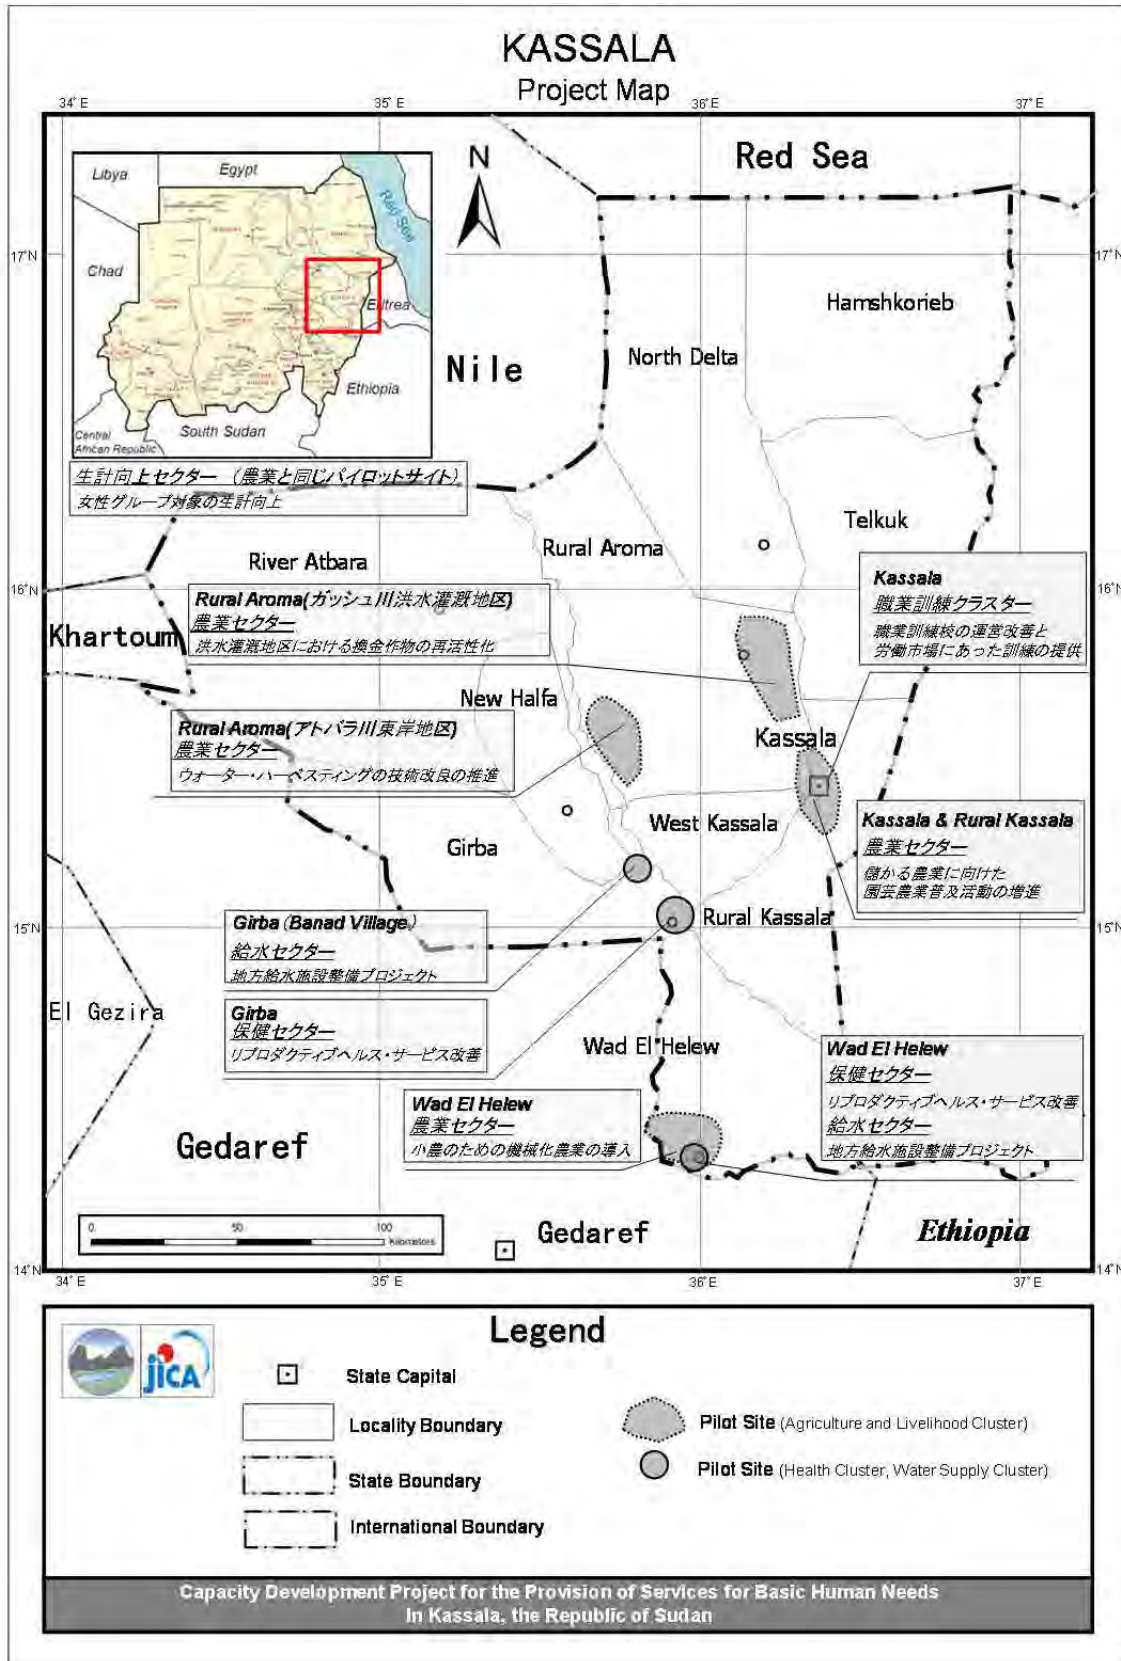 KASSALA
Project Map
34°E
35°E
36°E
37°E
Red Sea
N
Libya
Egypt
Red Sea
Chad
Eritrea
Ethiopia
South Sudan
Central
African Republic
17°N
17°N
Hamshkorieb
North Delta
Nile
生計向上セクター （農業と同じパイロットサイト）
女性グループ対象の生計向上
Telkuk
Rural Aroma
River Atbara
16°N
16°N
Kassala
職業訓練クラスター
職業訓練校の運営改善と
労働市場にあった訓練の提供
Rural Aroma(ガッシュ川洪水灌漑地区)
農業セクター
洪水灌漑地区における換金作物の再活性化
Khartoum
New Halfa
Rural Aroma(アトバラ川東岸地区)
農業セクター
ウォーター・ハーベスティングの技術改良の推進
Kassala
West Kassala
Kassala & Rural Kassala
農業セクター
儲かる農業に向けた
園芸農業普及活動の増進
Girba
Rural Kassala
15°N
15°N
Girba (Banad Village)
給水セクター
地方給水施設整備プロジェクト
Girba
保健セクター
リプロダクティブヘルス・サービス改善
El Gezira
Wad El Helew
Wad El Helew
保健セクター
リプロダクティブヘルス・サービス改善
給水セクター
地方給水施設整備プロジェクト
Wad El Helew
農業セクター
小農のための機械化農業の導入
Gedaref
Gedaref
Ethiopia
0 50 100
Kilometers
14°N
14°N
34°E
35°E
36°E
37°E
Legend
jICA
State Capital
Locality Boundary
State Boundary
International Boundary
Pilot Site (Agriculture and Livelihood Cluster)
Pilot Site (Health Cluster, Water Supply Cluster)
Capacity Development Project for the Provision of Services for Basic Human Needs
In Kassala, the Republic of Sudan